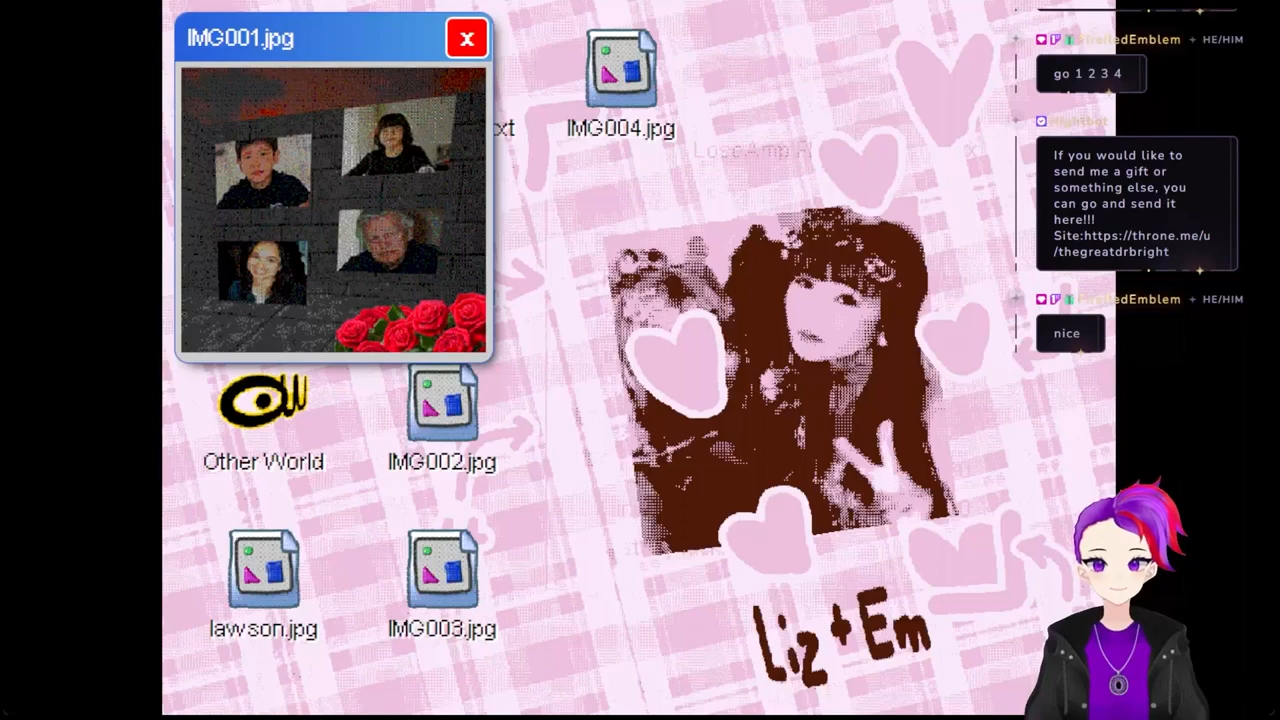 IMG001.jpg
x
xt
IMG004.jpg
Other World
IMG002.jpg
lawson.jpg
IMG003.jpg
Liz + Em
HE/HIM
go 1 2 3 4
Nightbot
If you would like to
send me a gift or
something else, you
can go and send it
here!!!
Site:https://throne.me/u
/thegreatdrbright
HE/HIM
nice